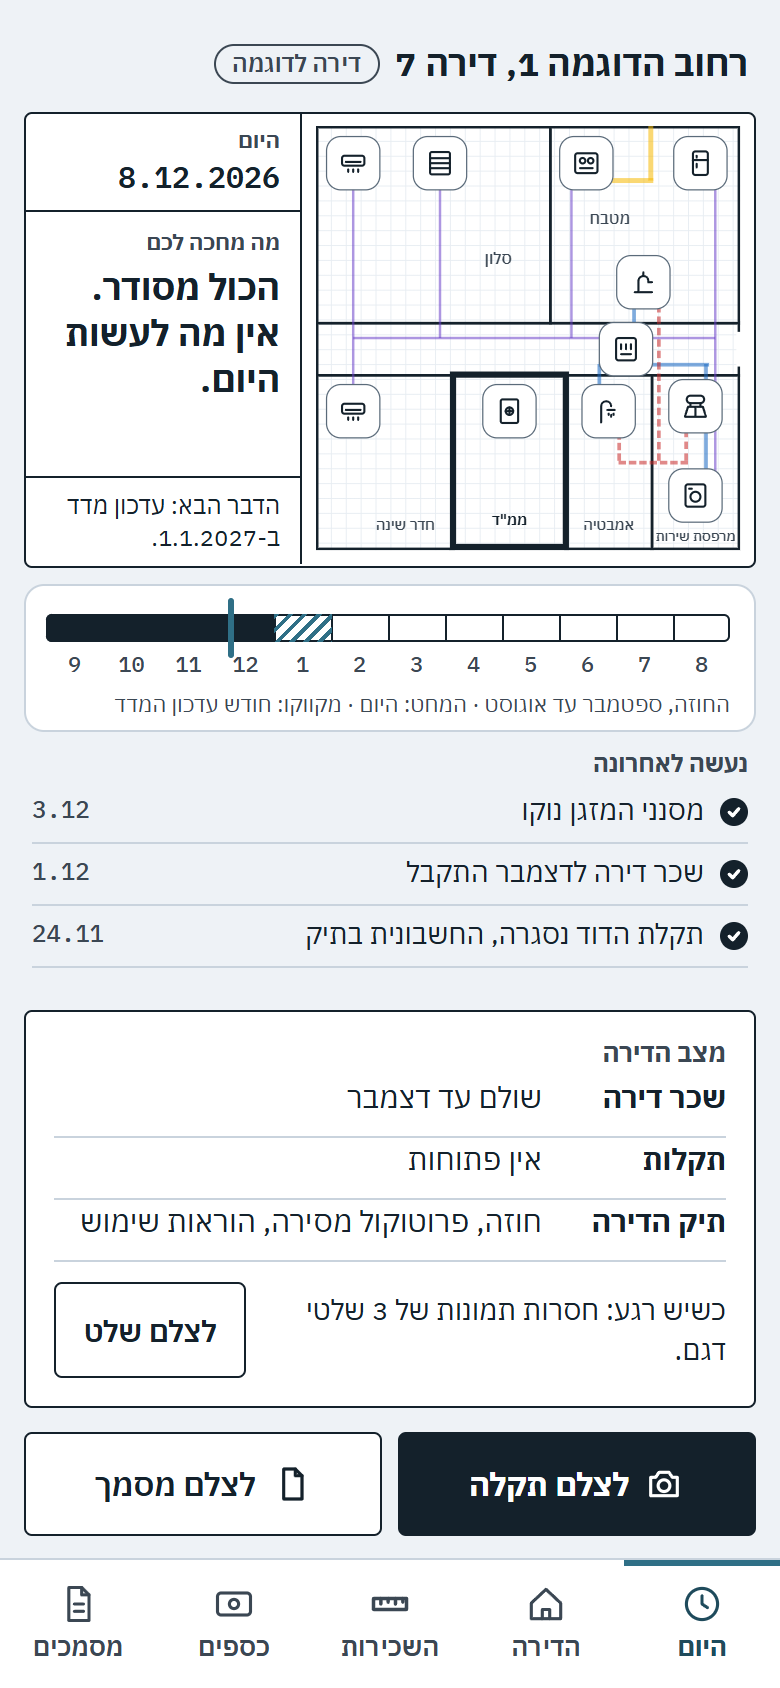 רחוב הדוגמה 1, דירה 7
דירה לדוגמה
מטבח
סלון
חדר שינה
ממ"ד
אמבטיה
מרפסת שירות
היום
8.12.2026
מה מחכה לכם
הכול מסודר.
אין מה לעשות
היום.
הדבר הבא: עדכון מדד
ב-1.1.2027.
9 10 11 12 1 2 3 4 5 6 7 8
החוזה, ספטמבר עד אוגוסט · המחט: היום · מקווקו: חודש עדכון המדד
נעשה לאחרונה
מסנני המזגן נוקו 3.12
שכר דירה לדצמבר התקבל 1.12
תקלת הדוד נסגרה, החשבונית בתיק 24.11
מצב הדירה
שכר דירה שולם עד דצמבר
תקלות אין פתוחות
תיק הדירה חוזה, פרוטוקול מסירה, הוראות שימוש
כשיש רגע: חסרות תמונות של 3 שלטי
דגם.
לצלם שלט
לצלם תקלה
לצלם מסמך
היום
הדירה
השכירות
כספים
מסמכים